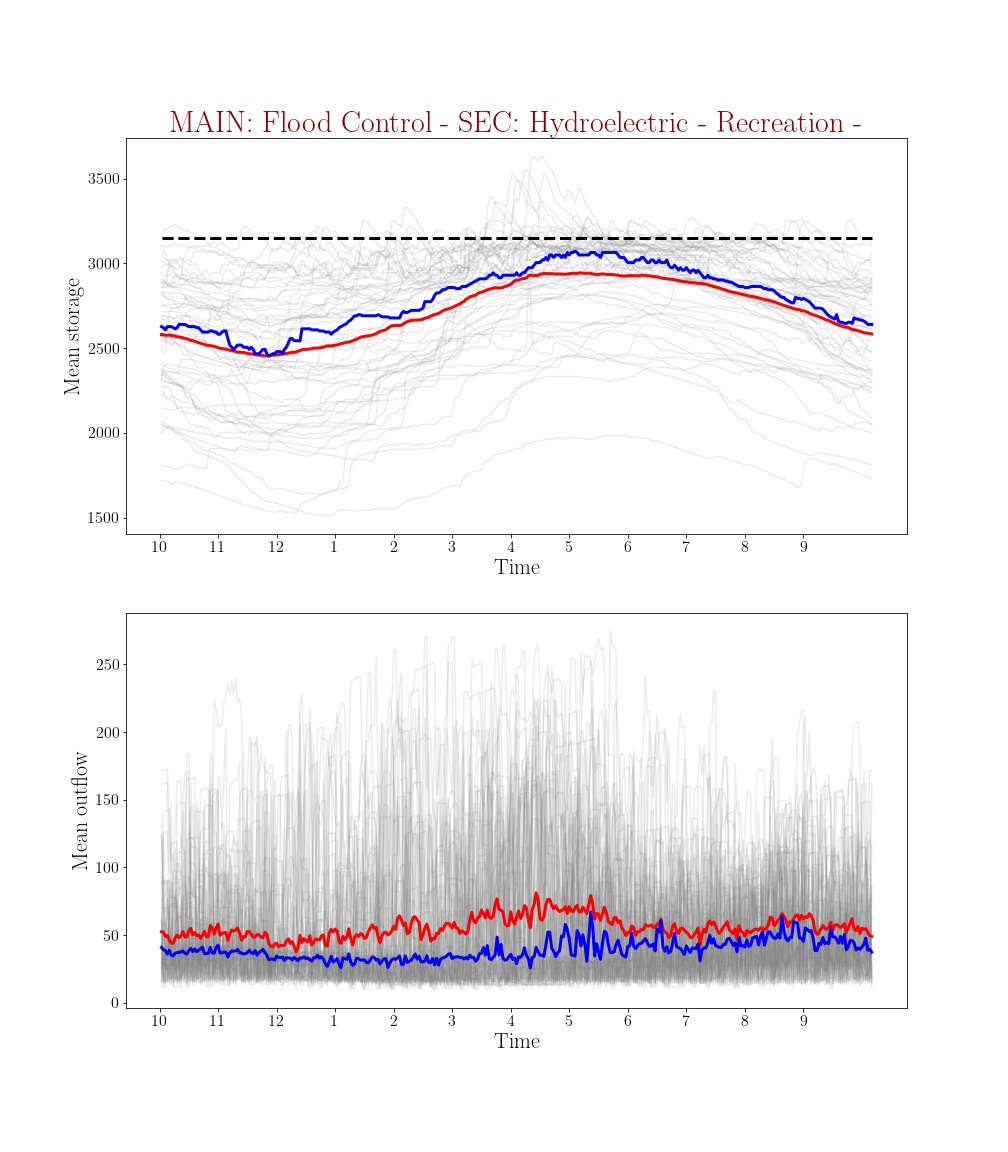 MAIN: Flood Control - SEC: Hydroelectric - Recreation -
Mean storage
3500
3000
2500
2000
1500
10 11 12 1 2 3 4 5 6 7 8 9
Time
Mean outflow
250
200
150
100
50
0
10 11 12 1 2 3 4 5 6 7 8 9
Time